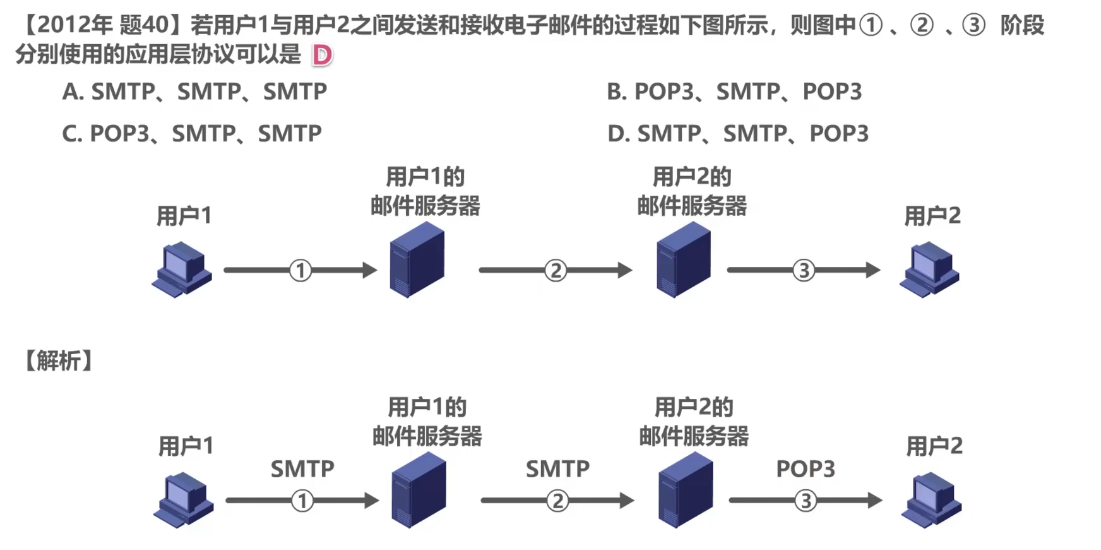 【2012年 题40】若用户1与用户2之间发送和接收电子邮件的过程如下图所示，则图中① 、② 、③ 阶段
分别使用的应用层协议可以是 D
A. SMTP、SMTP、SMTP
B. POP3、SMTP、POP3
C. POP3、SMTP、SMTP
D. SMTP、SMTP、POP3
用户1
用户1的
邮件服务器
用户2的
邮件服务器
用户2
①
②
③
【解析】
用户1
用户1的
邮件服务器
用户2的
邮件服务器
用户2
SMTP
①
SMTP
②
POP3
③